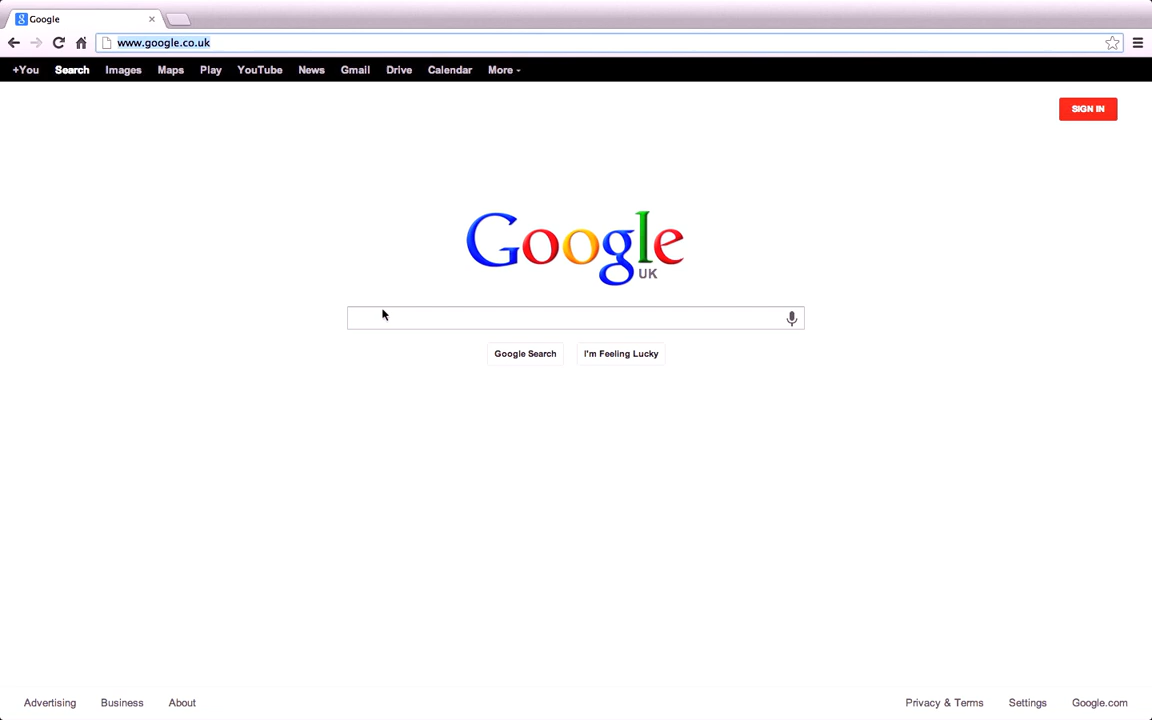 Google
www.google.co.uk
+You Search Images Maps Play YouTube News Gmail Drive Calendar More
SIGN IN
Google
UK
Google Search I'm Feeling Lucky
Advertising Business About Privacy & Terms Settings Google.com